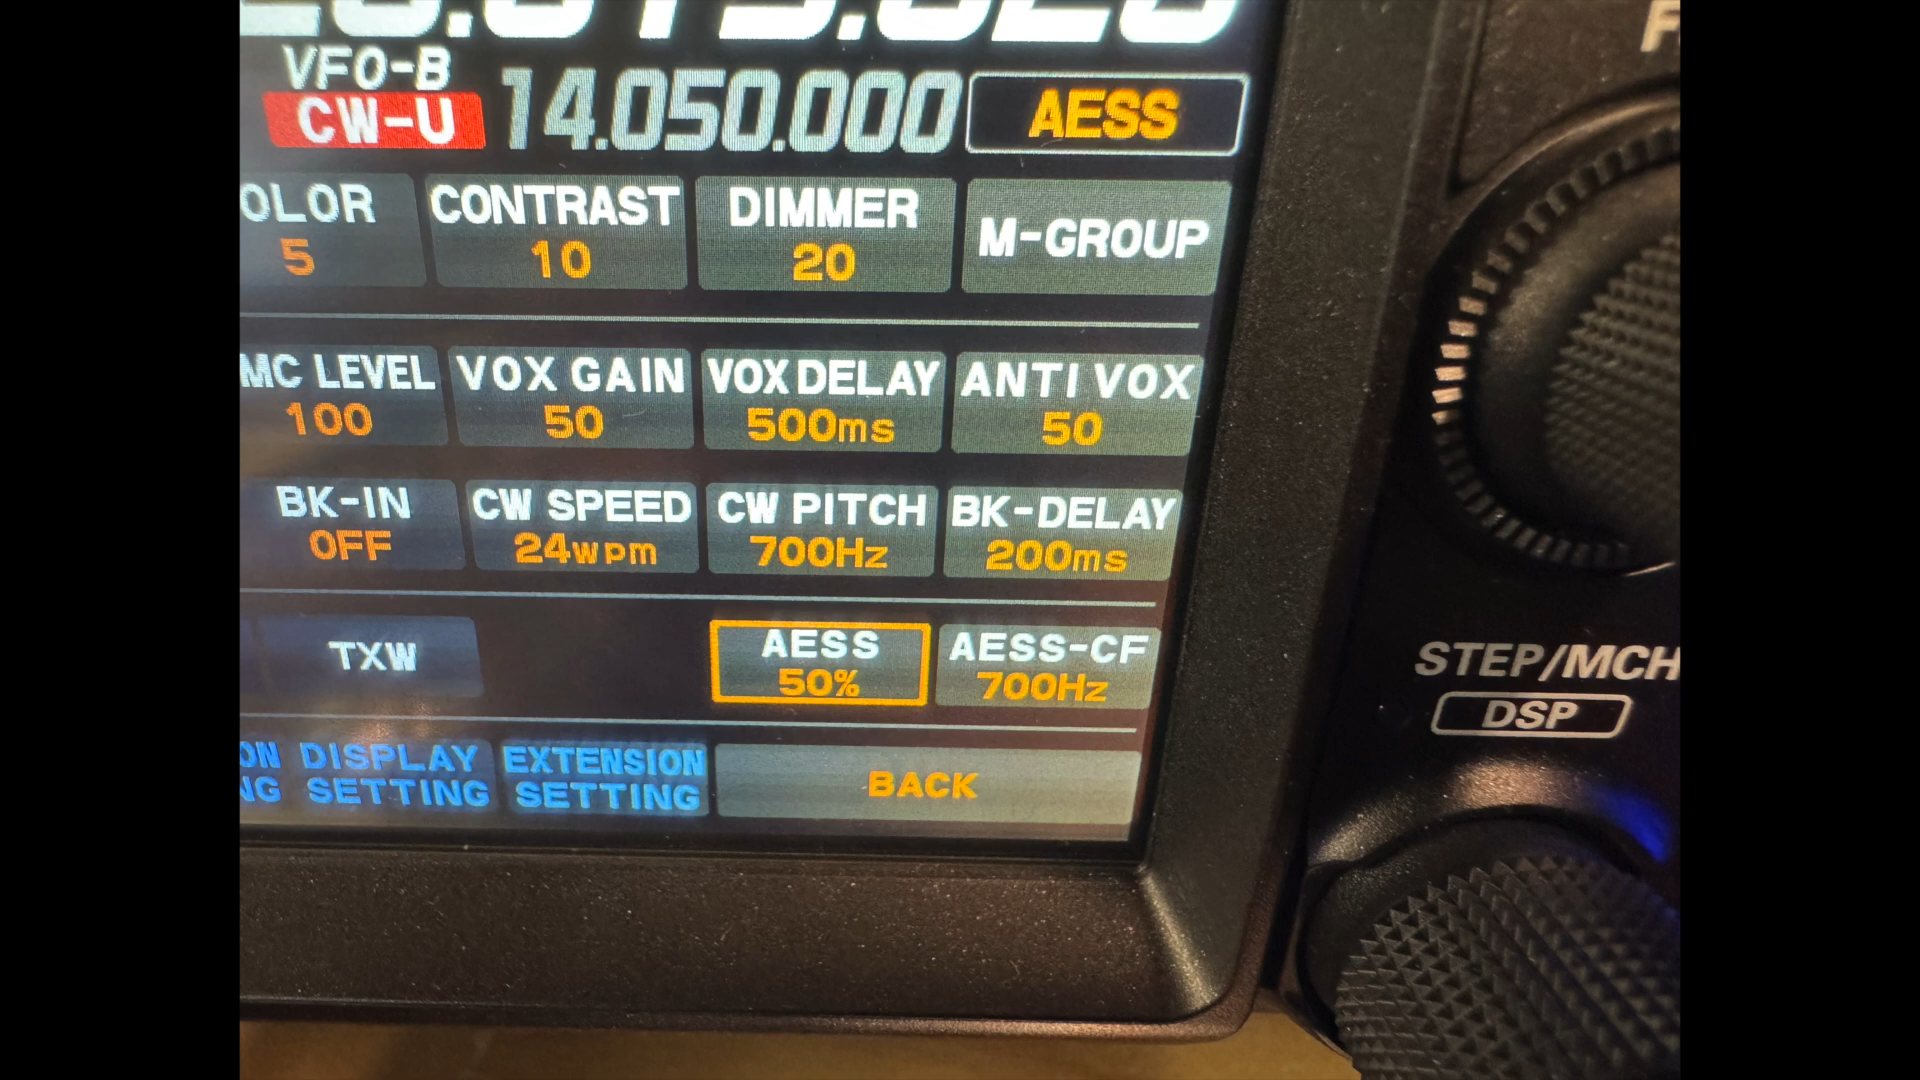 VFO-B
CW-U 14.050.000 AESS
OLOR CONTRAST DIMMER M-GROUP
5 10 20
MC LEVEL VOX GAIN VOX DELAY ANTI VOX
100 50 500ms 50
BK-IN CW SPEED CW PITCH BK-DELAY
OFF 24wpm 700Hz 200ms
TXW AESS AESS-CF
50% 700Hz
STEP/MCH
DSP
ON DISPLAY EXTENSION BACK
NG SETTING SETTING